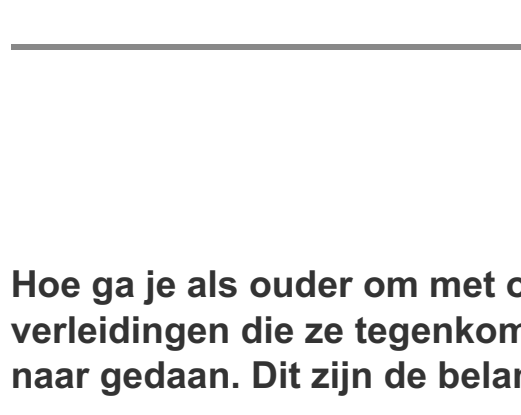 Hoe ga je als ouder om met
verleidingen die ze
naar gedaan. Dit zijn de